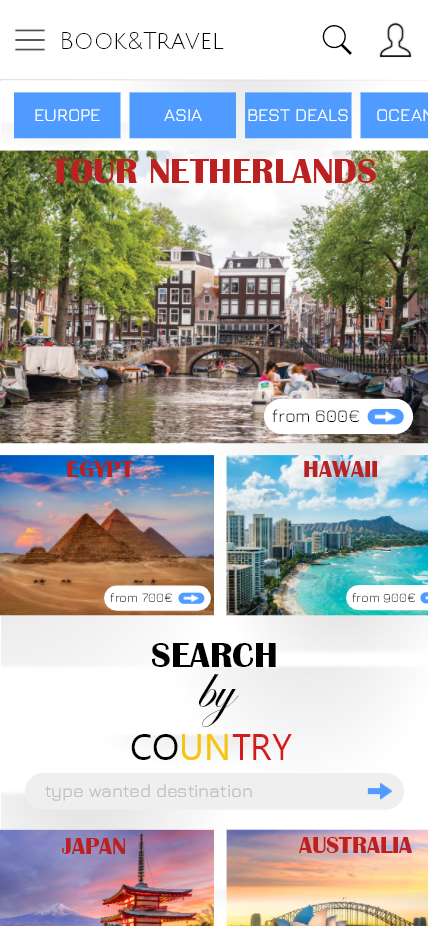 BOOK&TRAVEL
EUROPE
ASIA
BEST DEALS
OCEAN
TOUR NETHERLANDS
from 600€
EGYPT
HAWAII
from 700€
from 900€
SEARCH
by
COUNTRY
type wanted destination
JAPAN
AUSTRALIA